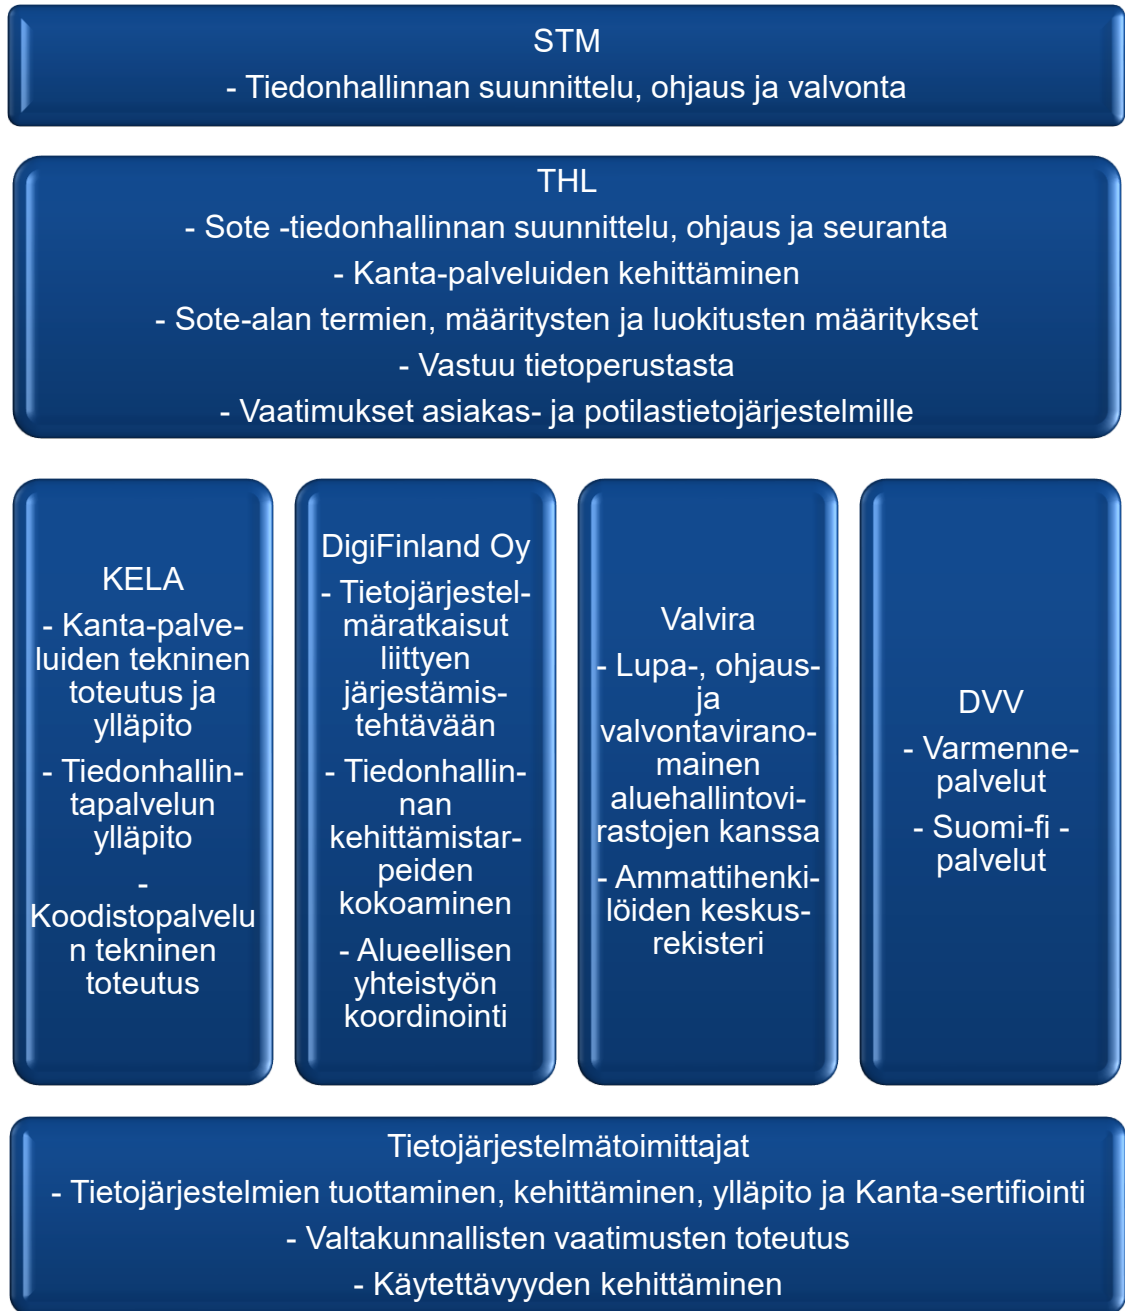 STM
- Tiedonhallinnan suunnittelu, ohjaus ja valvonta
THL
- Sote -tiedonhallinnan suunnittelu, ohjaus ja seuranta
- Kanta-palveluiden kehittäminen
- Sote-alan termien, määritysten ja luokitusten määritykset
- Vastuu tietoperustasta
- Vaatimukset asiakas- ja potilastietojärjestelmille
KELA
- Kanta-palve-
luiden tekninen
toteutus ja
ylläpito
- Tiedonhallin-
tapalvelun
ylläpito
-
Koodistopalvelu
n tekninen
toteutus
DigiFinland Oy
- Tietojärjestel-
märatkaisut
liittyen
järjestämis-
tehtävään
- Tiedonhallin-
nan
kehittämistar-
peiden
kokoaminen
- Alueellisen
yhteistyön
koordinointi
Valvira
- Lupa-, ohjaus-
ja
valvontavirano-
mainen
aluehallintovi-
rastojen kanssa
- Ammattihenki-
löiden keskus-
rekisteri
DVV
- Varmenne-
palvelut
- Suomi-fi -
palvelut
Tietojärjestelmätoimittajat
- Tietojärjestelmien tuottaminen, kehittäminen, ylläpito ja Kanta-sertifiointi
- Valtakunnallisten vaatimusten toteutus
- Käytettävyyden kehittäminen